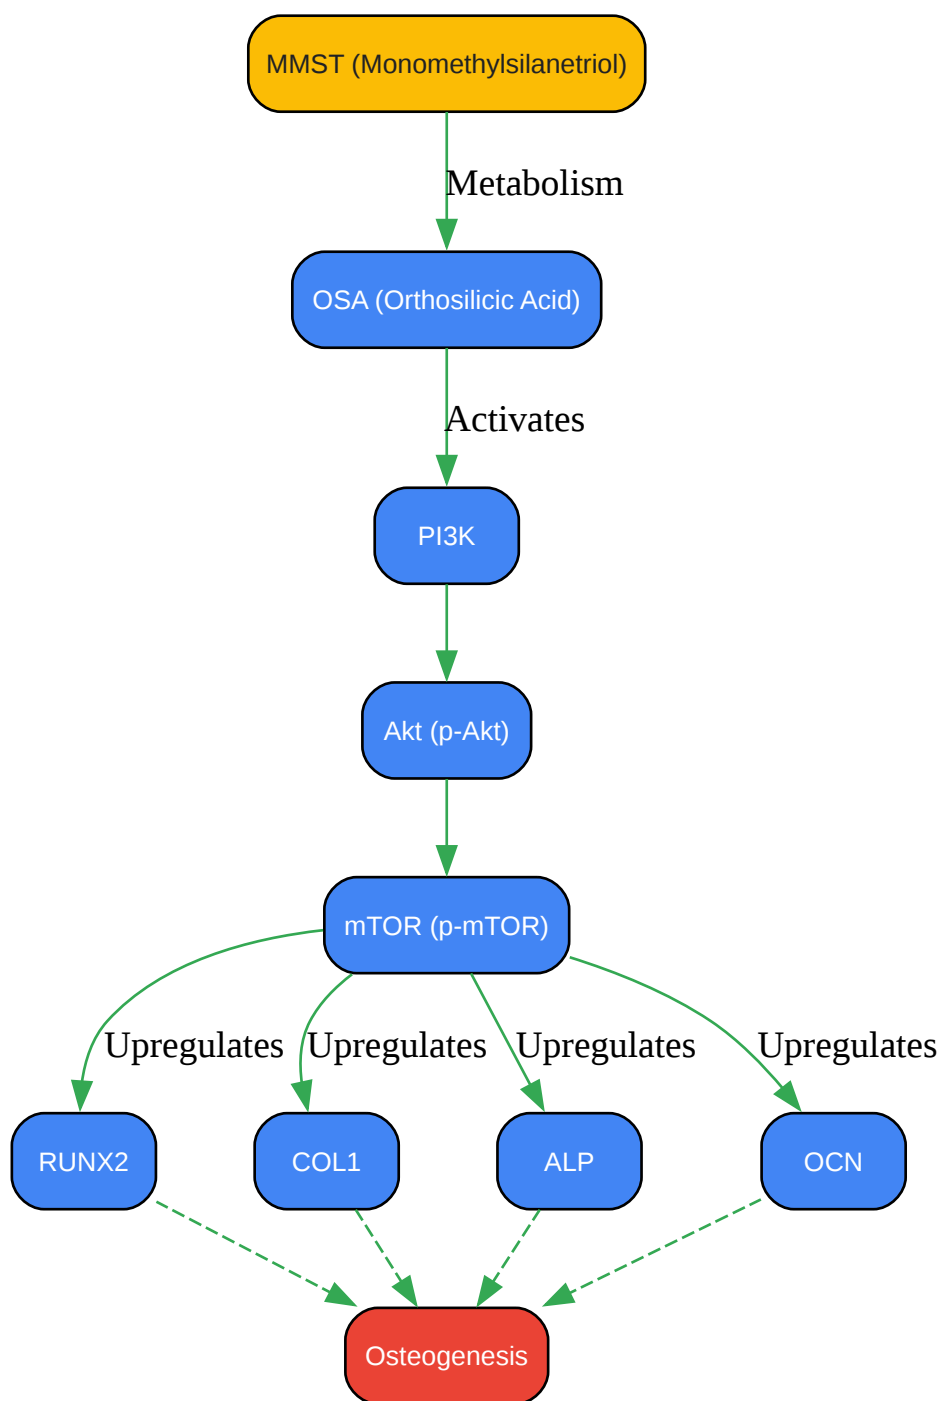 MMST (Monomethylsilanetriol)
Metabolism
OSA (Orthosilicic Acid)
Activates
PI3K
Akt (p-Akt)
mTOR (p-mTOR)
Upregulates
Upregulates
Upregulates
Upregulates
RUNX2
COL1
ALP
OCN
Osteogenesis